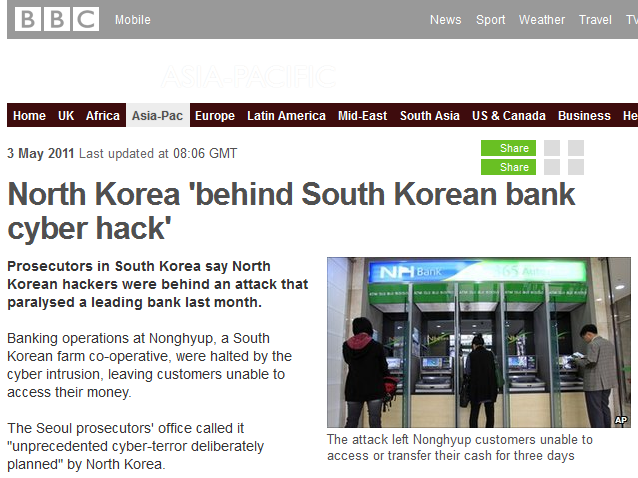 BBC Mobile News Sport Weather Travel TV
ASIA-PACIFIC
Home UK Africa Asia-Pac Europe Latin America Mid-East South Asia US & Canada Business He
3 May 2011 Last updated at 08:06 GMT
Share
Share
North Korea 'behind South Korean bank
cyber hack'
Prosecutors in South Korea say North
Korean hackers were behind an attack that
paralysed a leading bank last month.
Banking operations at Nonghyup, a South
Korean farm co-operative, were halted by the
cyber intrusion, leaving customers unable to
access their money.
The Seoul prosecutors' office called it
"unprecedented cyber-terror deliberately
planned" by North Korea.
NH Bank
AP
The attack left Nonghyup customers unable to
access or transfer their cash for three days